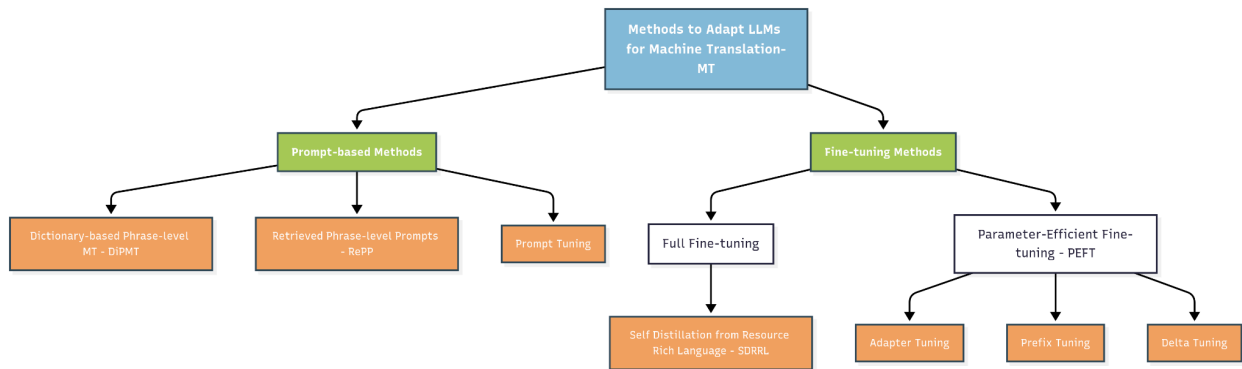 Methods to Adapt LLMs
for Machine Translation-
MT
Prompt-based Methods
Fine-tuning Methods
Dictionary-based Phrase-level
MT - DiPMT
Retrieved Phrase-level Prompts
- RePP
Prompt Tuning
Full Fine-tuning
Parameter-Efficient Fine-
tuning - PEFT
Self Distillation from Resource
Rich Language - SDRRL
Adapter Tuning
Prefix Tuning
Delta Tuning